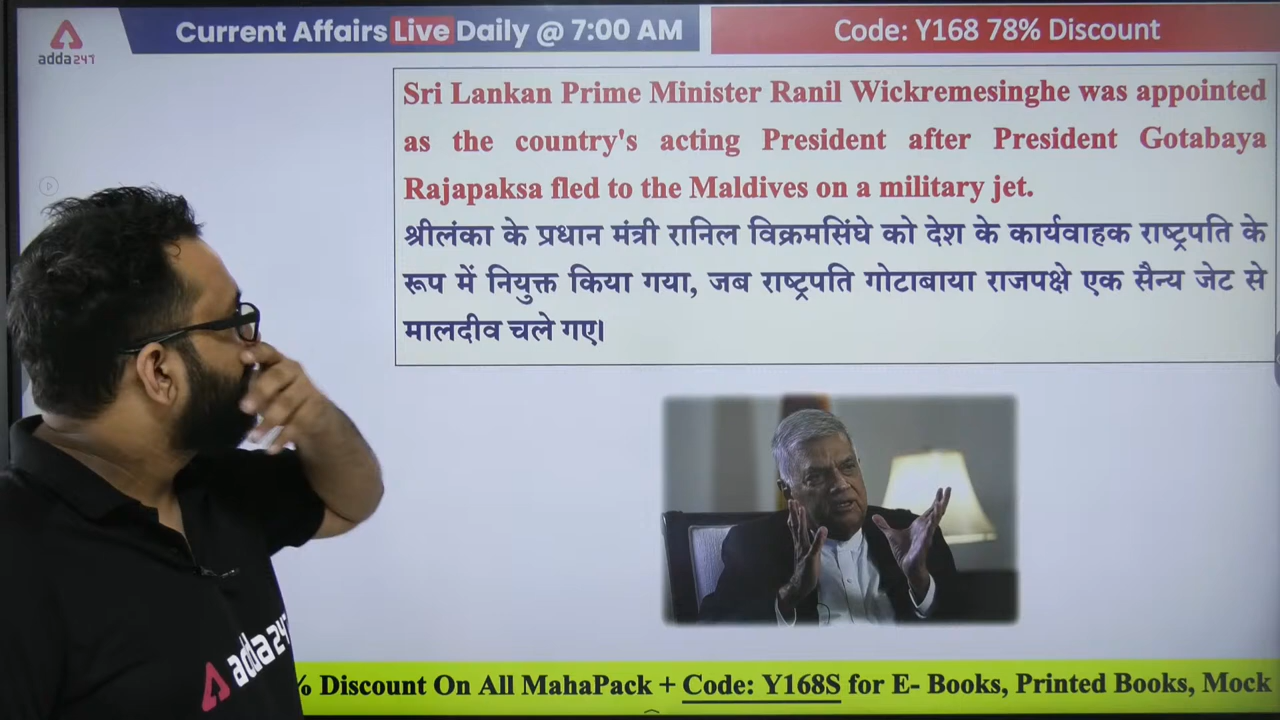 adda247
Current Affairs Live Daily @ 7:00 AM
Code: Y168 78% Discount
Sri Lankan Prime Minister Ranil Wickremesinghe was appointed
as the country's acting President after President Gotabaya
Rajapaksa fled to the Maldives on a military jet.
श्रीलंका के प्रधान मंत्री रानिल विक्रमसिंघे को देश के कार्यवाहक राष्ट्रपति के
रूप में नियुक्त किया गया, जब राष्ट्रपति गोटाबाया राजपक्षे एक सैन्य जेट से
मालदीव चले गए।
adda247
% Discount On All MahaPack + Code: Y168S for E- Books, Printed Books, Mock